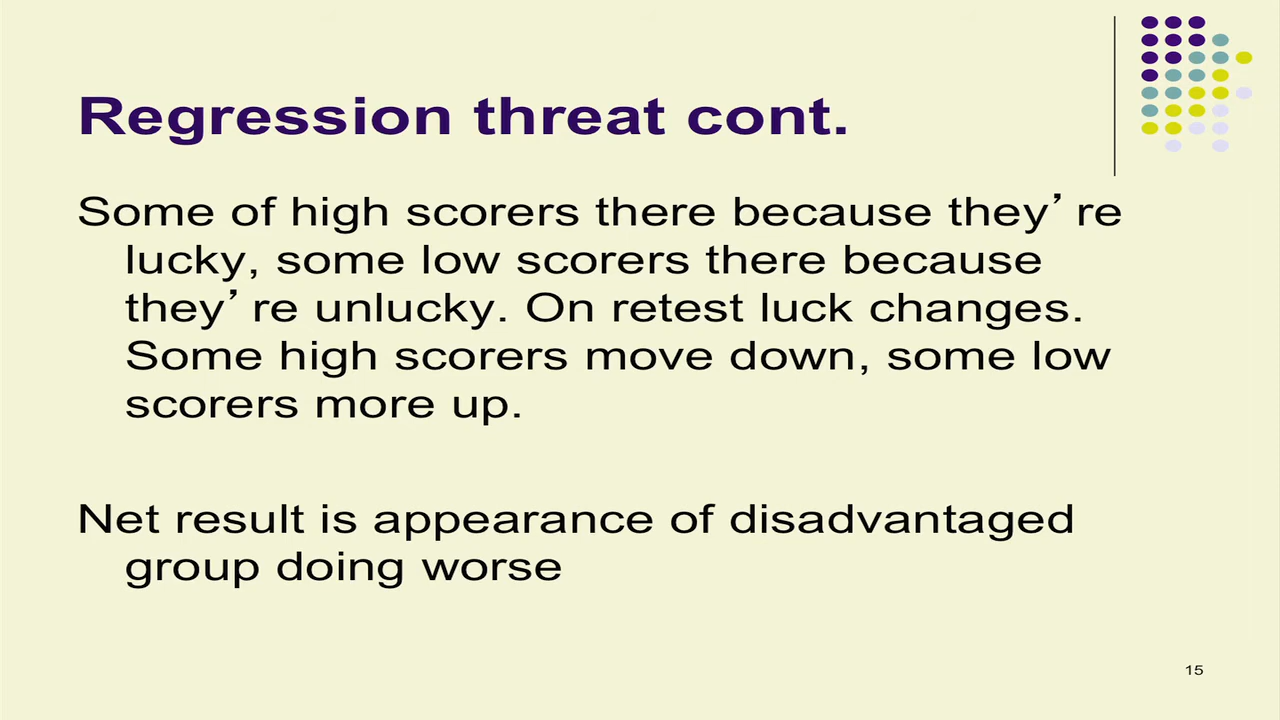 Regression threat cont.
Some of high scorers there because they’re
lucky, some low scorers there because
they’re unlucky. On retest luck changes.
Some high scorers move down, some low
scorers more up.
Net result is appearance of disadvantaged
group doing worse
15